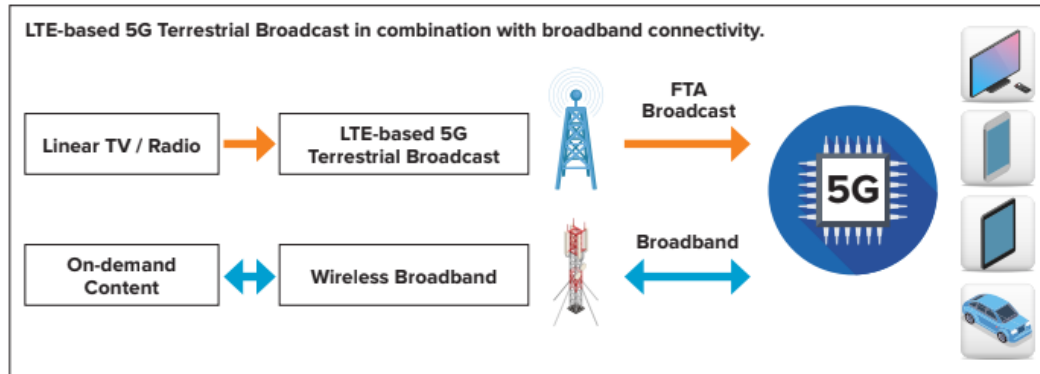 LTE-based 5G Terrestrial Broadcast in combination with broadband connectivity.
FTA
Broadcast
Linear TV / Radio
LTE-based 5G
Terrestrial Broadcast
5G
On-demand
Content
Wireless Broadband
Broadband